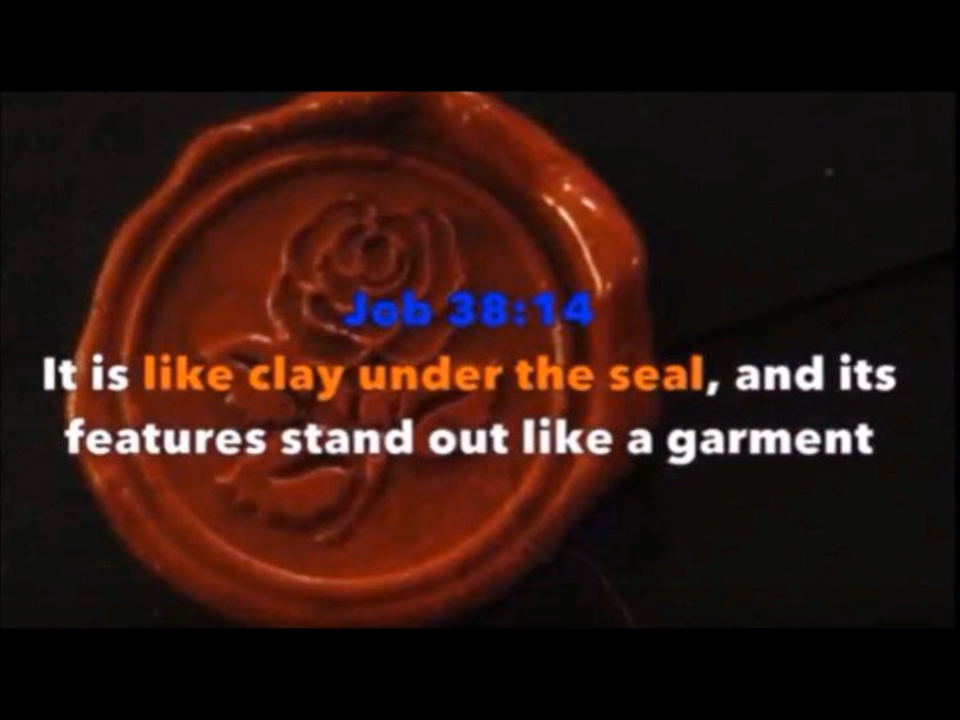 Job 38:14
It is like clay under the seal, and its
features stand out like a garment